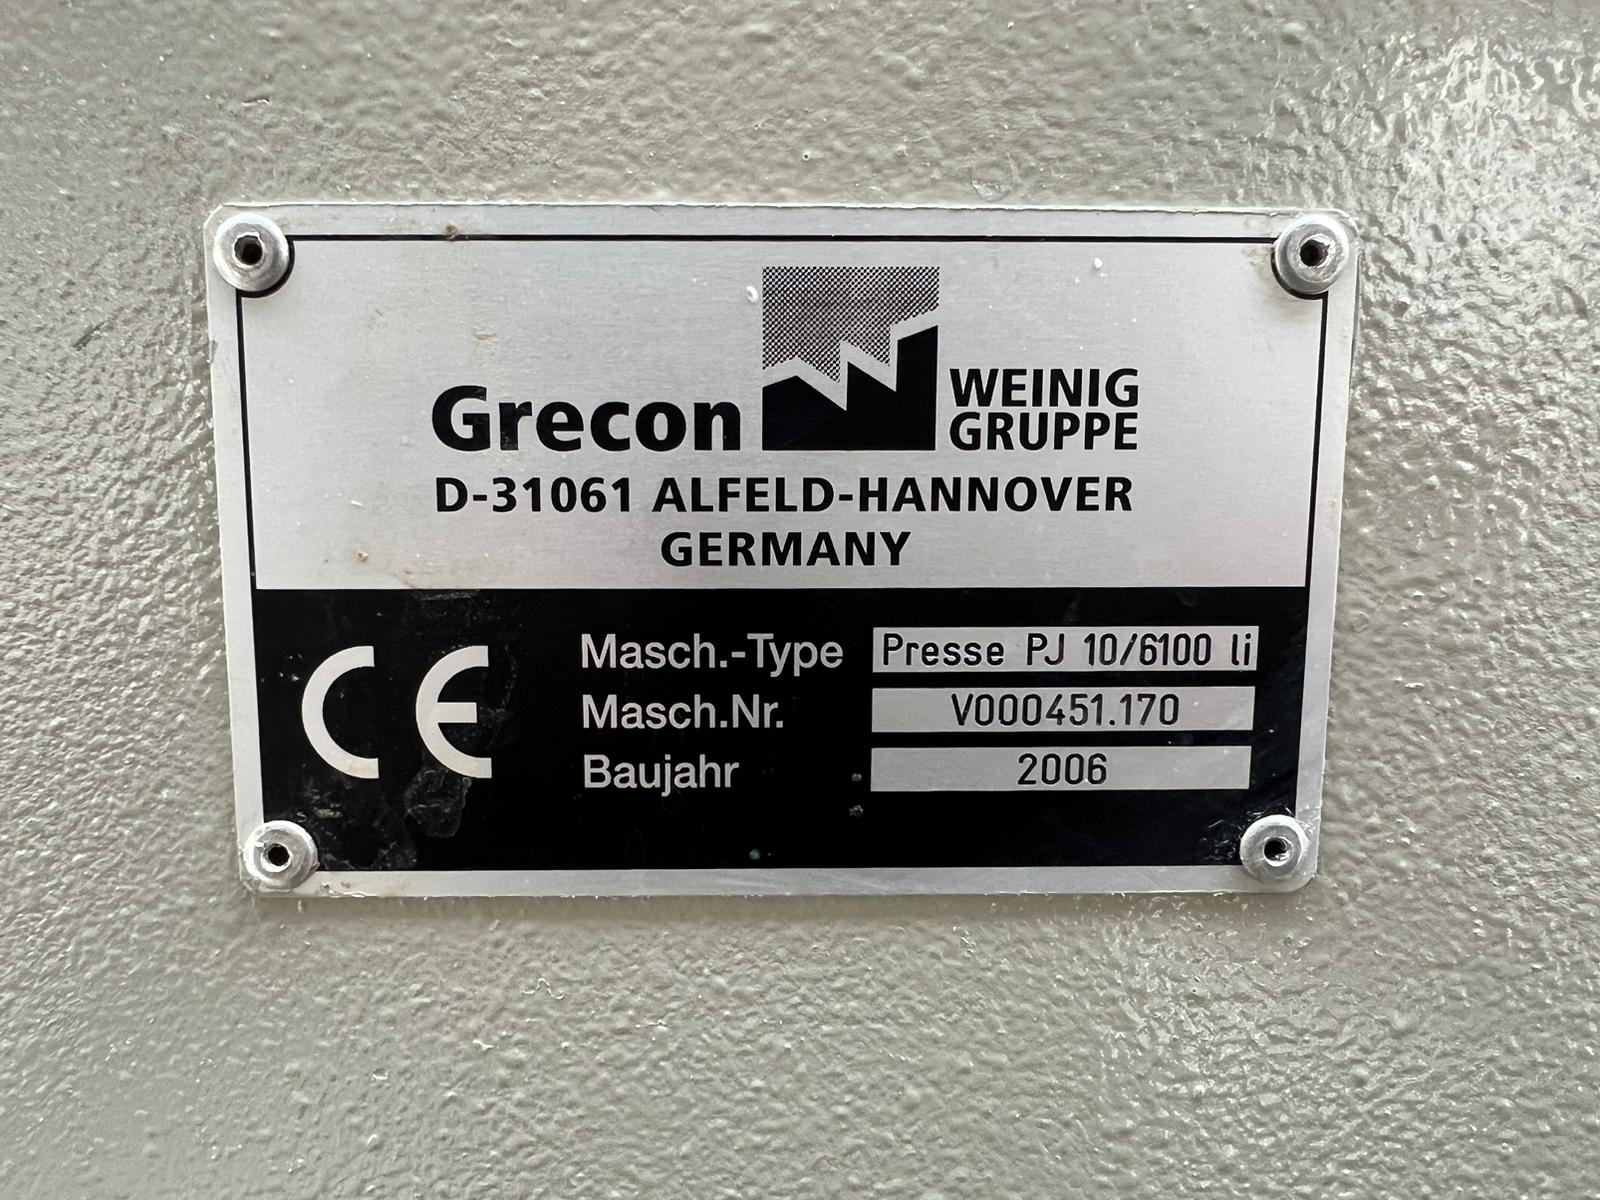 Grecon
WEINIG
GRUPPE
D-31061 ALFELD-HANNOVER
GERMANY
CE
Masch.-Type Presse PJ 10/6100 li
Masch.Nr. V000451.170
Baujahr 2006